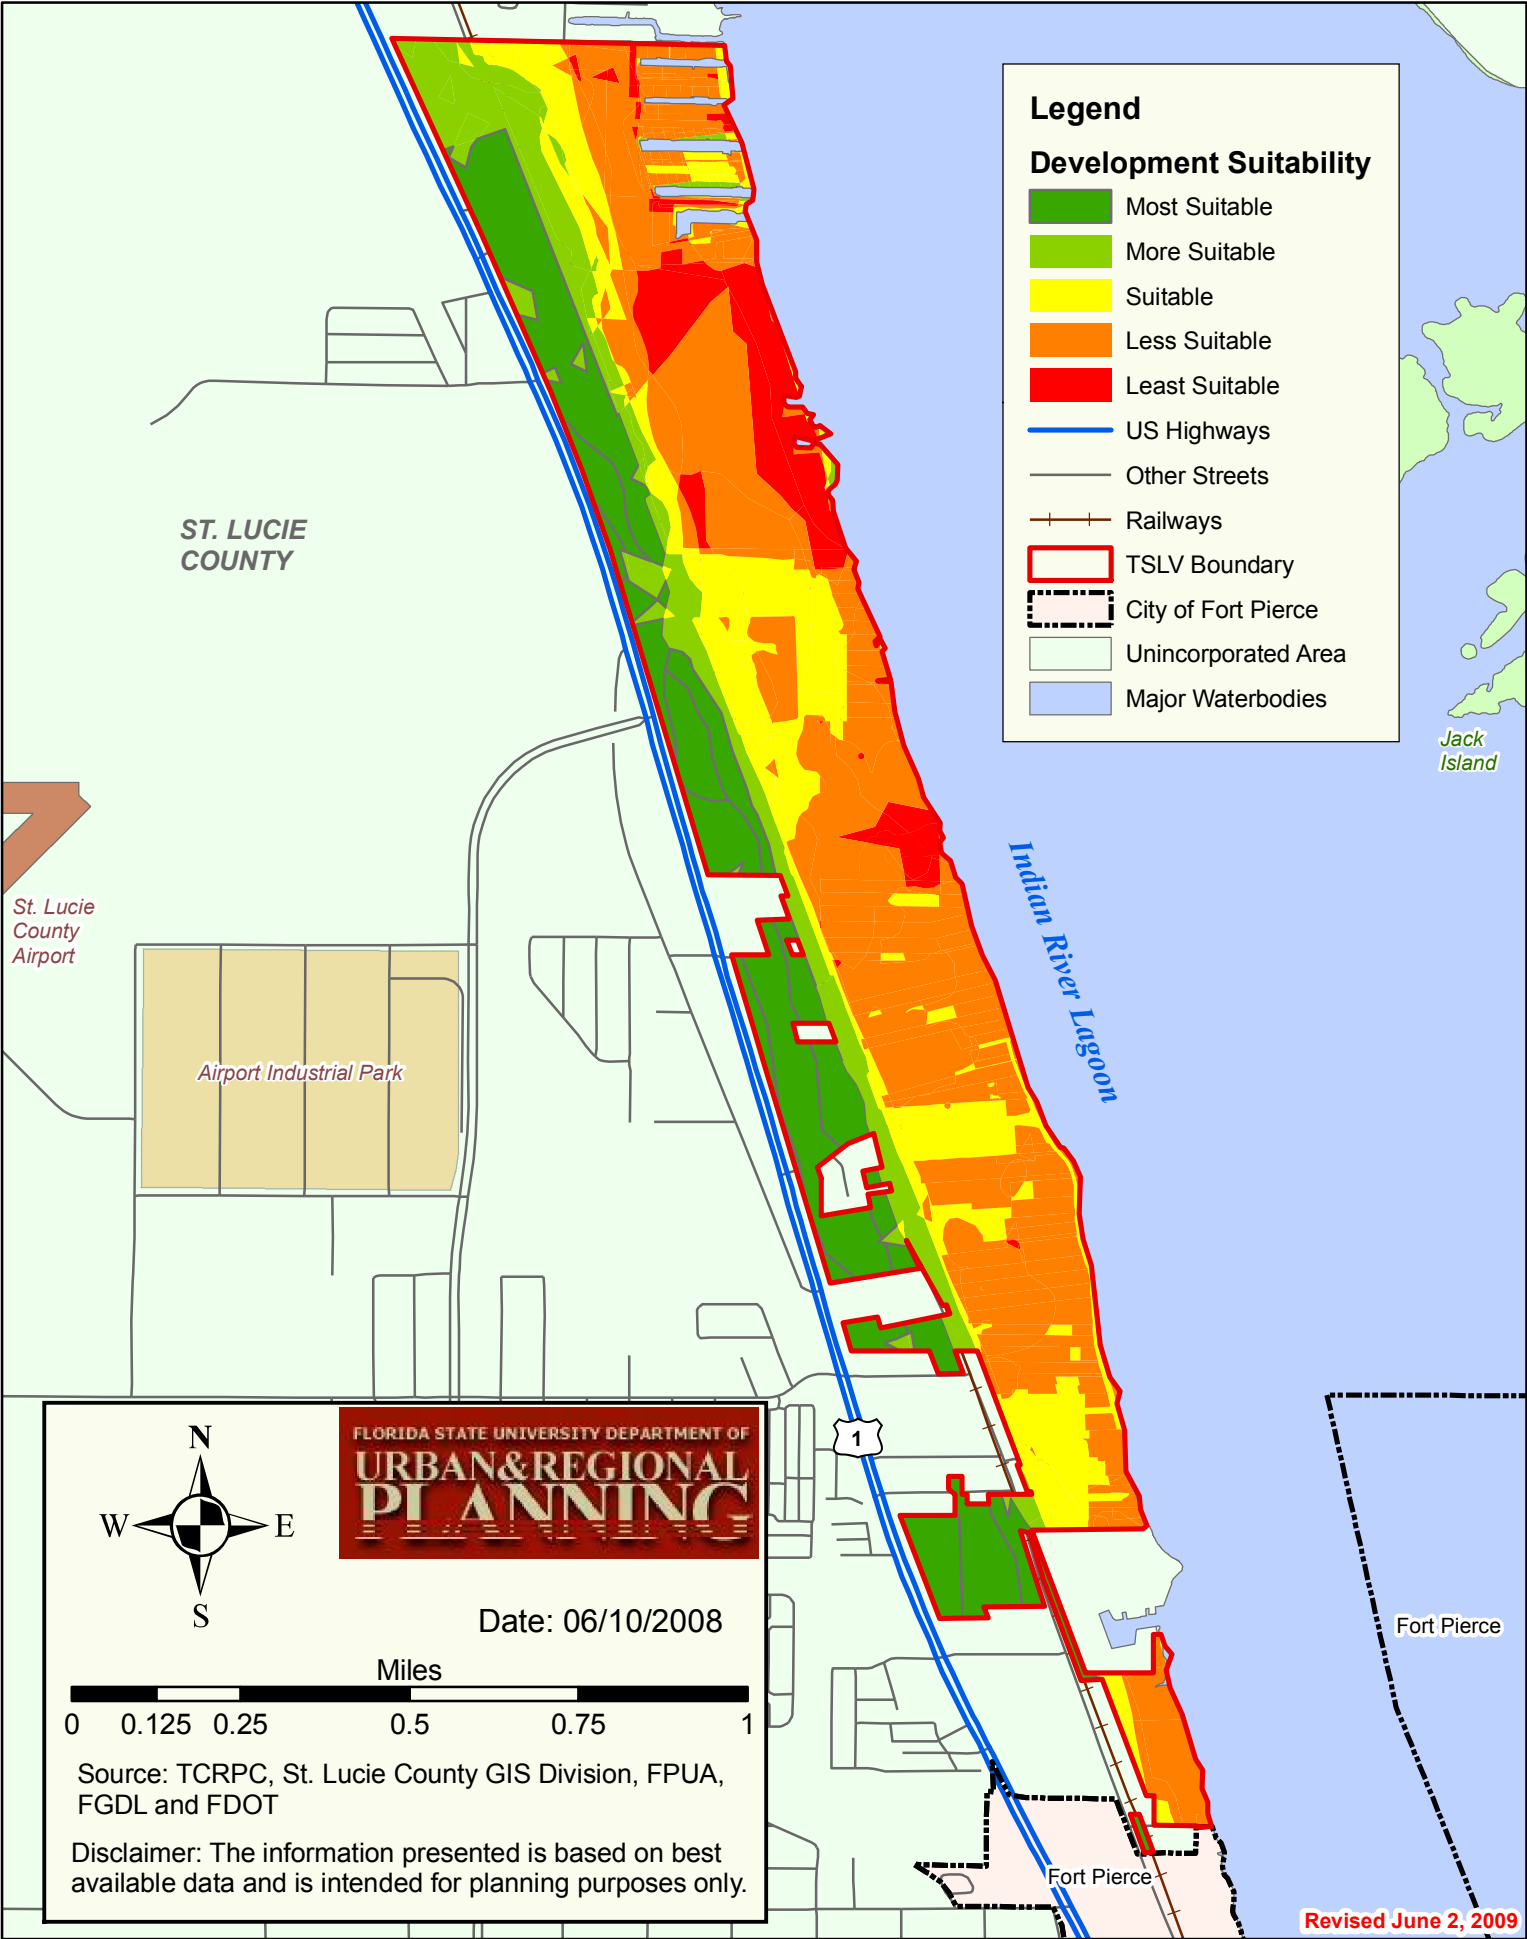 Legend
Development Suitability
Most Suitable
More Suitable
Suitable
Less Suitable
Least Suitable
US Highways
Other Streets
Railways
TSLV Boundary
City of Fort Pierce
Unincorporated Area
Major Waterbodies
ST. LUCIE
COUNTY
Jack
Island
St. Lucie
County
Airport
Indian River Lagoon
Airport Industrial Park
1
N
W
E
S
FLORIDA STATE UNIVERSITY DEPARTMENT OF
URBAN&REGIONAL
PLANNING
Date: 06/10/2008
Miles
0 0.125 0.25 0.5 0.75 1
Source: TCRPC, St. Lucie County GIS Division, FPUA,
FGDL and FDOT
Disclaimer: The information presented is based on best
available data and is intended for planning purposes only.
Fort Pierce
Fort Pierce
Revised June 2, 2009